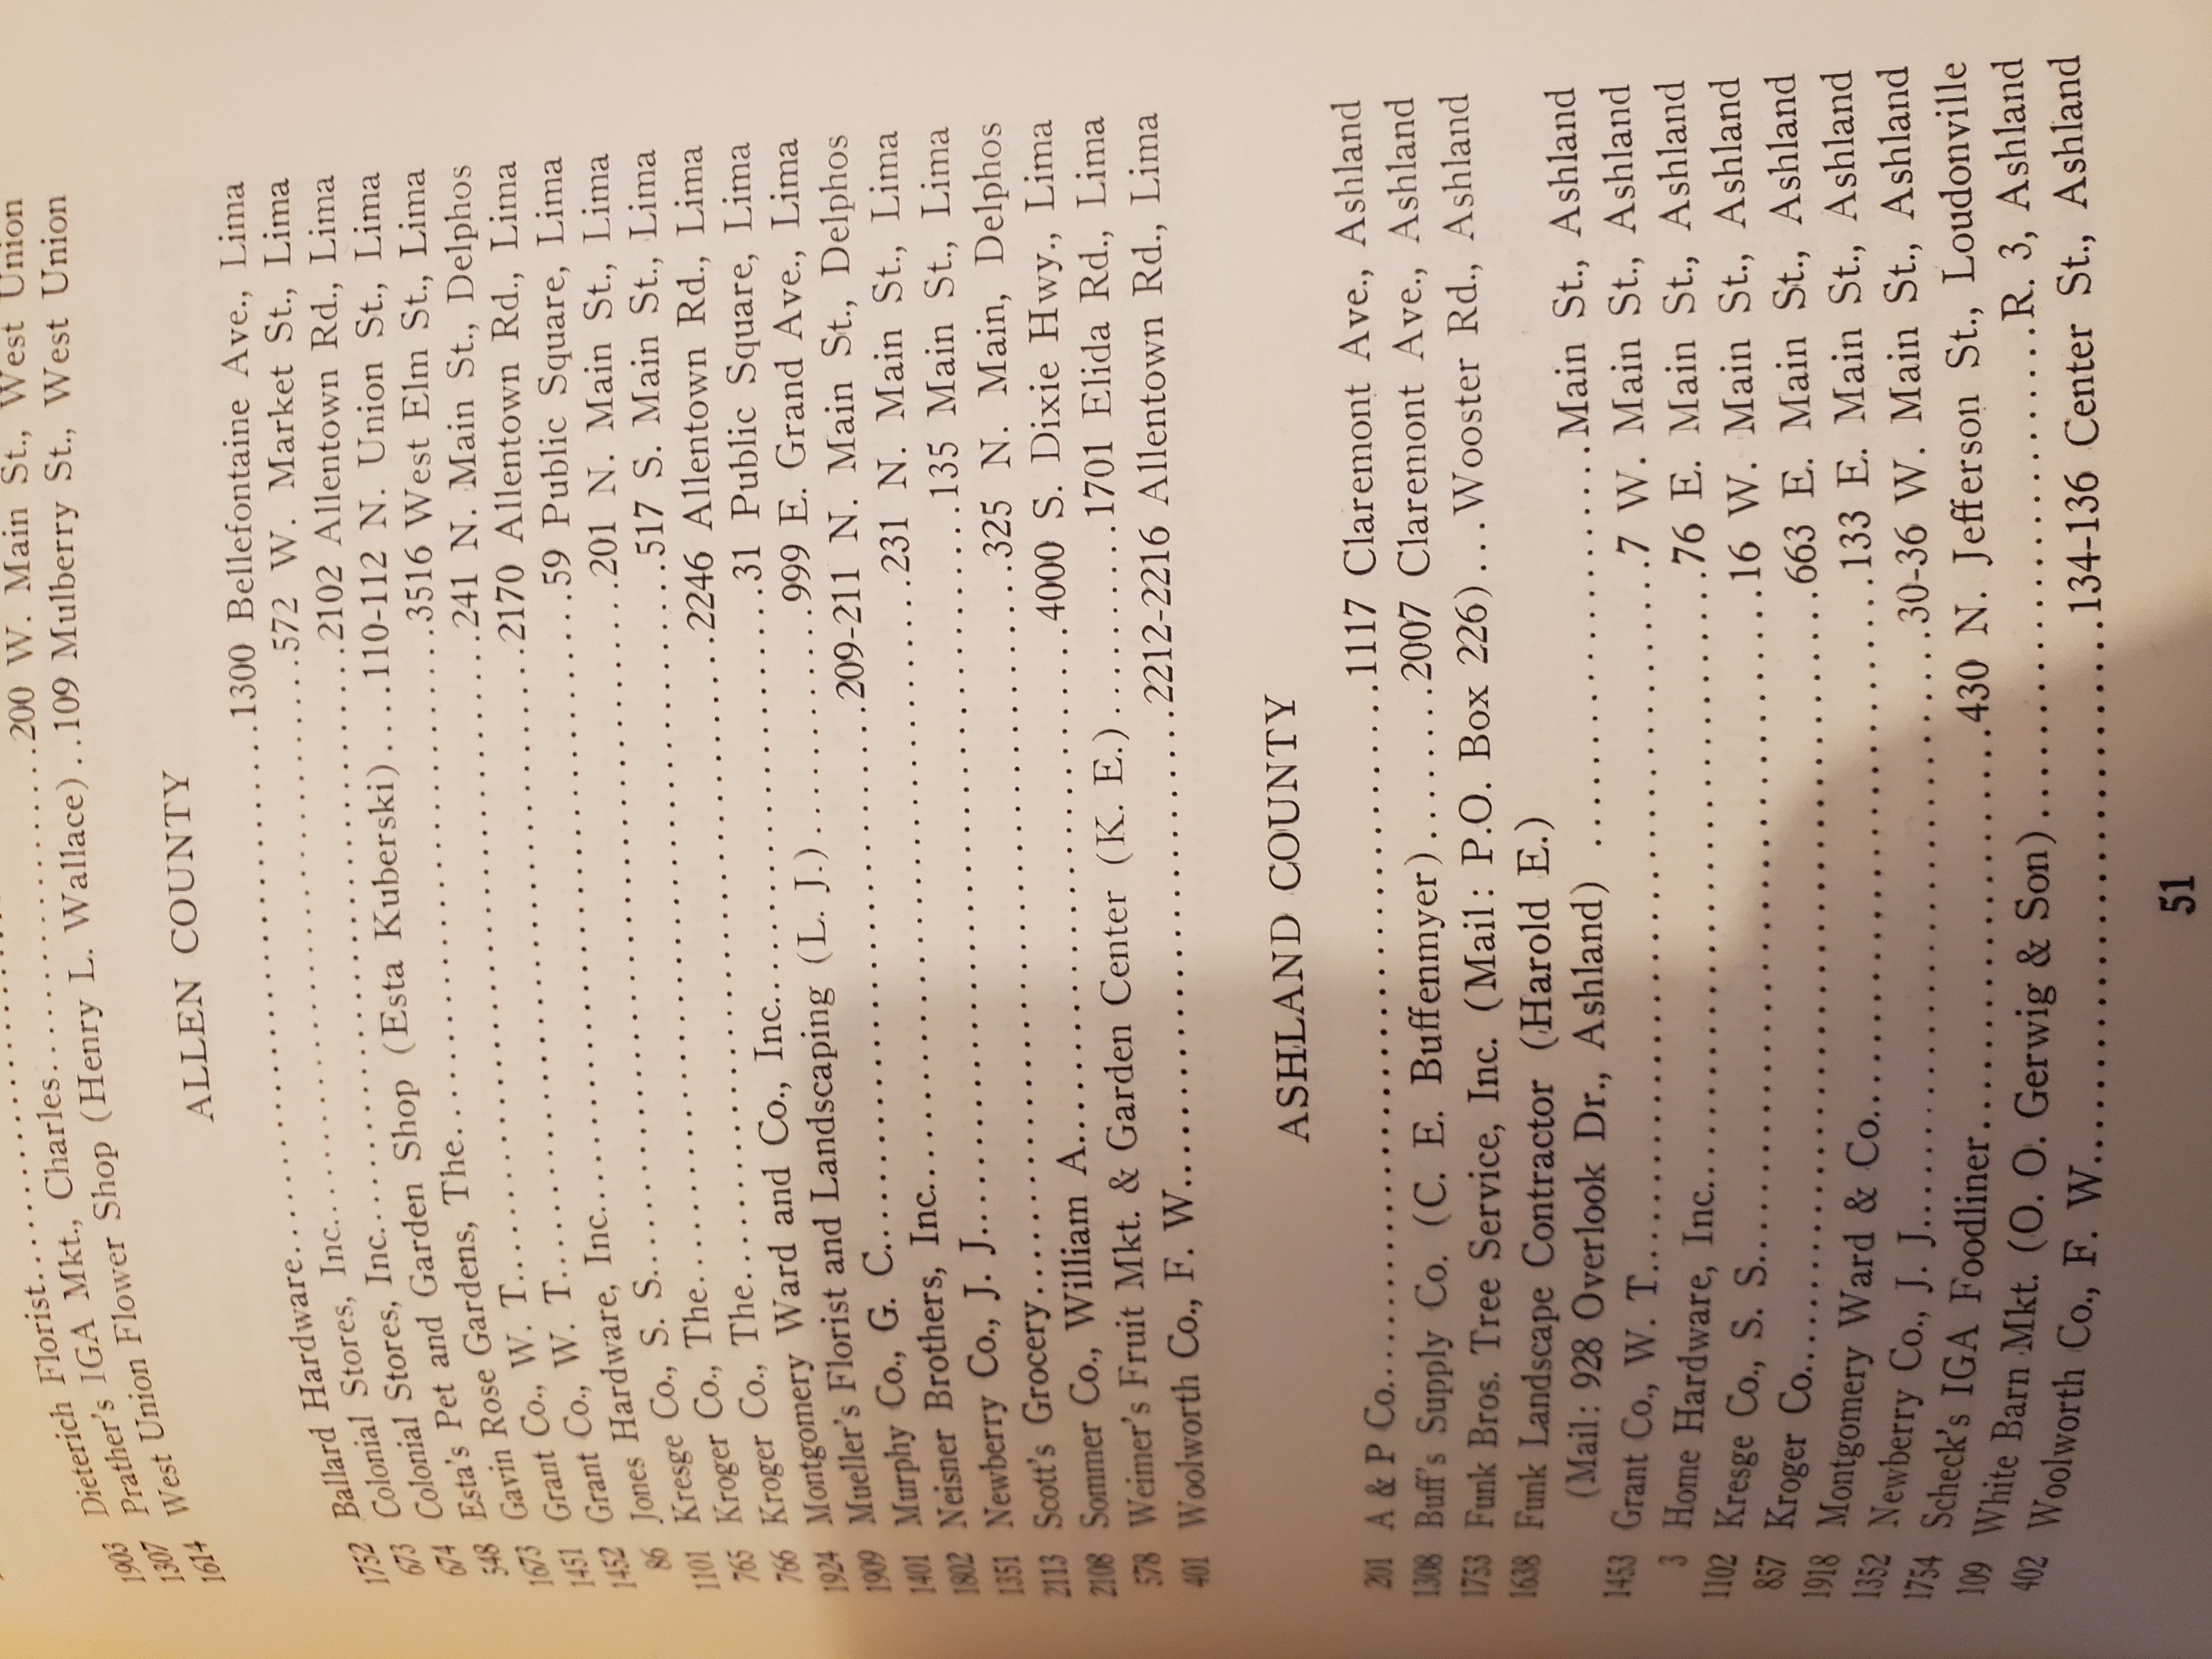 1903 Dieterich Florist
1307 Prather's IGA Mkt., Charles....................200 W. Main St., West Union
1614 West Union Flower Shop (Henry L. Wallace)..109 Mulberry St., West Union
ALLEN COUNTY
1752 Ballard Hardware..............................1300 Bellefontaine Ave., Lima
673 Colonial Stores, Inc..............................572 W. Market St., Lima
674 Colonial Stores, Inc..............................2102 Allentown Rd., Lima
548 Esta's Pet and Garden Shop (Esta Kuberski)....110-112 N. Union St., Lima
1673 Gavin Rose Gardens, The..........................3516 West Elm St., Lima
1451 Grant Co., W. T..............................241 N. Main St., Delphos
1452 Grant Co., W. T..............................2170 Allentown Rd., Lima
86 Jones Hardware, Inc..............................59 Public Square, Lima
1101 Kresge Co., S. S..............................201 N. Main St., Lima
765 Kroger Co., The..............................517 S. Main St., Lima
766 Kroger Co., The..............................2246 Allentown Rd., Lima
1924 Montgomery Ward and Co., Inc......................31 Public Square, Lima
1909 Mueller's Florist and Landscaping (L. J.)............999 E. Grand Ave., Lima
1401 Murphy Co., G. C..............................209-211 N. Main St., Delphos
1802 Neisner Brothers, Inc..............................231 N. Main St., Lima
1351 Newberry Co., J. J..............................135 Main St., Lima
2113 Scott's Grocery..............................325 N. Main, Delphos
2108 Sommer Co., William A..............................4000 S. Dixie Hwy., Lima
578 Weimer's Fruit Mkt. & Garden Center (K. E.)..........1701 Elida Rd., Lima
401 Woolworth Co., F. W..............................2212-2216 Allentown Rd., Lima
ASHLAND COUNTY
201 A & P Co..............................1117 Claremont Ave., Ashland
1308 Buff's Supply Co. (C. E. Buffenmyer).........2007 Claremont Ave., Ashland
1753 Funk Bros. Tree Service, Inc. (Mail: P.O. Box 226)...Wooster Rd., Ashland
1638 Funk Landscape Contractor (Harold E.)
(Mail: 928 Overlook Dr., Ashland) ......................Main St., Ashland
1453 Grant Co., W. T..............................7 W. Main St., Ashland
3 Home Hardware, Inc..............................76 E. Main St., Ashland
1102 Kresge Co., S. S..............................16 W. Main St., Ashland
857 Kroger Co..............................663 E. Main St., Ashland
1918 Montgomery Ward & Co..............................133 E. Main St., Ashland
1352 Newberry Co., J. J..............................30-36 W. Main St., Ashland
1754 Scheck's IGA Foodliner......................430 N. Jefferson St., Loudonville
109 White Barn Mkt. (O. O. Gerwig & Son)..........................R. 3, Ashland
402 Woolworth Co., F. W..............................134-136 Center St., Ashland
51